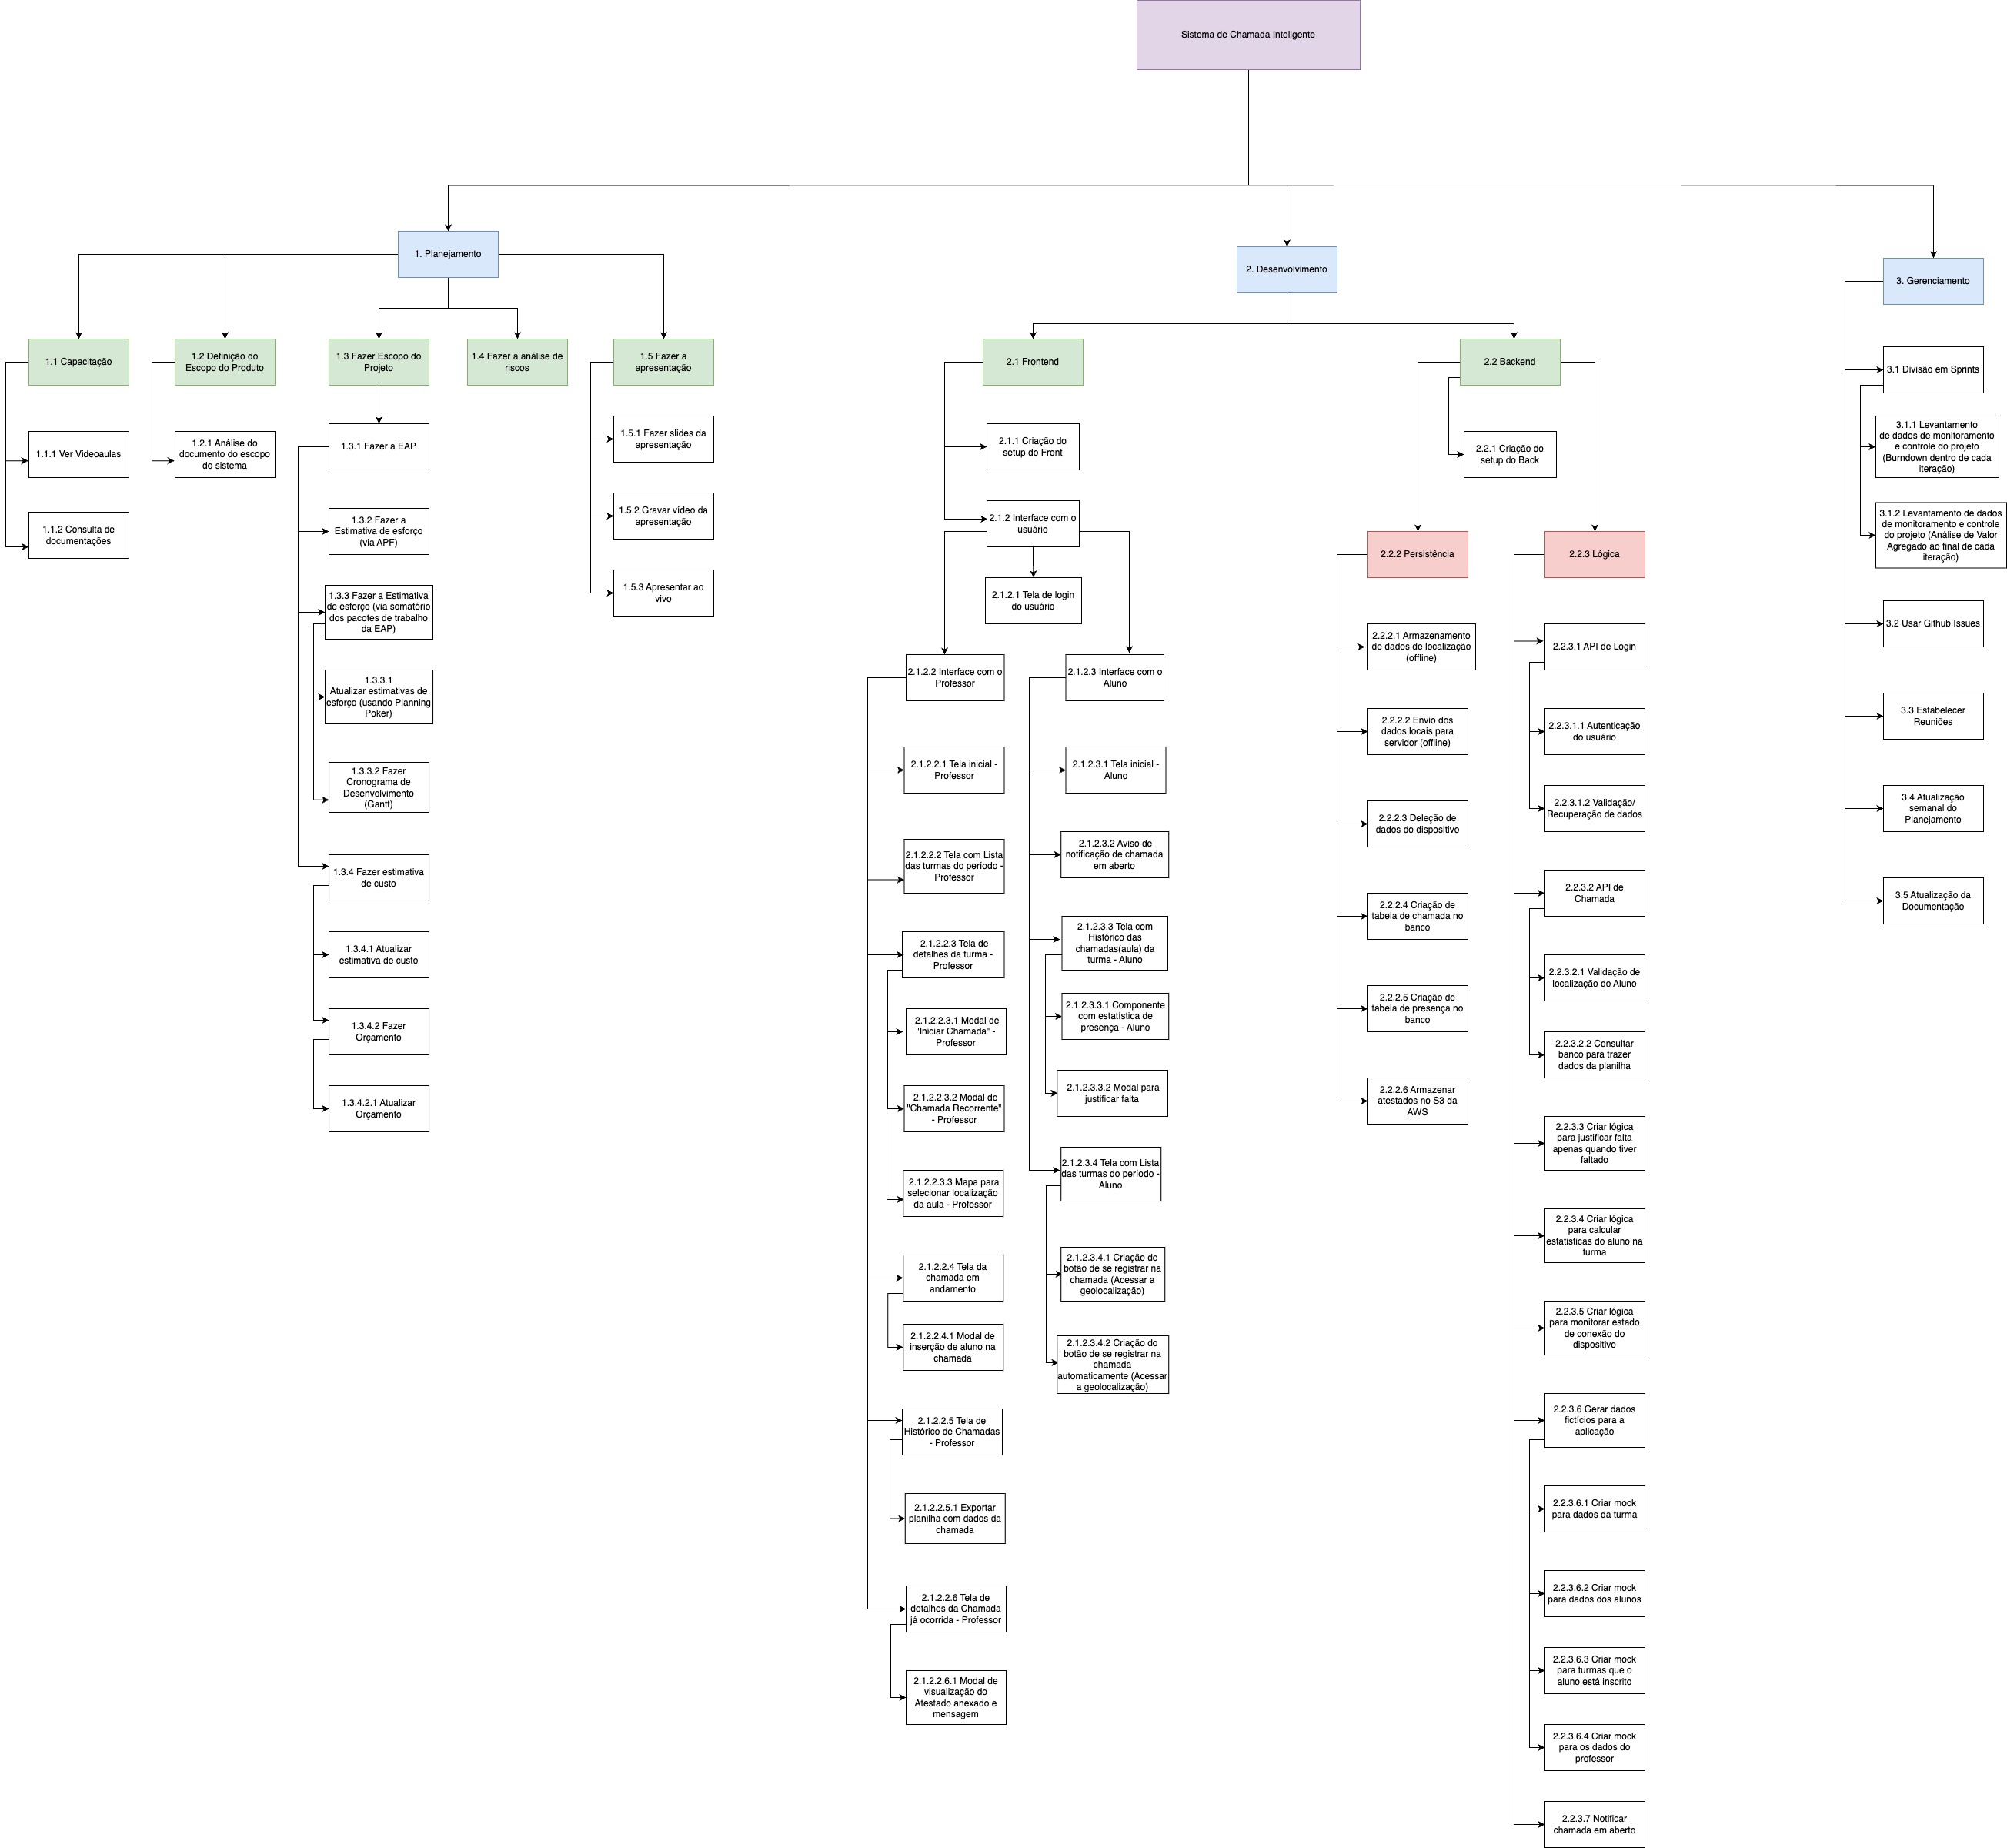 Sistema de Chamada Inteligente
1. Planejamento
1.1 Capacitação
1.1.1 Ver Videoaulas
1.1.2 Consulta de
documentações
1.2 Definição do
Escopo do Produto
1.2.1 Análise do
documento do escopo
do sistema
1.3 Fazer Escopo do
Projeto
1.3.1 Fazer a EAP
1.3.2 Fazer a
Estimativa de esforço
(via APF)
1.3.3 Fazer a Estimativa
de esforço (via somatório
dos pacotes de trabalho
da EAP)
1.3.3.1
Atualizar estimativas de
esforço (usando Planning
Poker)
1.3.3.2 Fazer
Cronograma de
Desenvolvimento
(Gantt)
1.3.4 Fazer estimativa
de custo
1.3.4.1 Atualizar
estimativa de custo
1.3.4.2 Fazer
Orçamento
1.3.4.2.1 Atualizar
Orçamento
1.4 Fazer a análise de
riscos
1.5 Fazer a
apresentação
1.5.1 Fazer slides da
apresentação
1.5.2 Gravar vídeo da
apresentação
1.5.3 Apresentar ao
vivo
2. Desenvolvimento
2.1 Frontend
2.1.1 Criação do
setup do Front
2.1.2 Interface com o
usuário
2.1.2.1 Tela de login
do usuário
2.1.2.2 Interface com o
Professor
2.1.2.2.1 Tela inicial -
Professor
2.1.2.2.2 Tela com Lista
das turmas do período -
Professor
2.1.2.2.3 Tela de
detalhes da turma -
Professor
2.1.2.2.3.1 Modal de
"Iniciar Chamada" -
Professor
2.1.2.2.3.2 Modal de
"Chamada Recorrente"
- Professor
2.1.2.2.3.3 Mapa para
selecionar localização
da aula - Professor
2.1.2.2.4 Tela da
chamada em
andamento
2.1.2.2.4.1 Modal de
inserção de aluno na
chamada
2.1.2.2.5 Tela de
Histórico de Chamadas
- Professor
2.1.2.2.5.1 Exportar
planilha com dados da
chamada
2.1.2.2.6 Tela de
detalhes da Chamada
já ocorrida - Professor
2.1.2.2.6.1 Modal de
visualização do
Atestado anexado e
mensagem
2.1.2.3 Interface com o
Aluno
2.1.2.3.1 Tela inicial -
Aluno
2.1.2.3.2 Aviso de
notificação de chamada
em aberto
2.1.2.3.3 Tela com
Histórico das
chamadas(aula) da
turma - Aluno
2.1.2.3.3.1 Componente
com estatística de
presença - Aluno
2.1.2.3.3.2 Modal para
justificar falta
2.1.2.3.4 Tela com Lista
das turmas do período -
Aluno
2.1.2.3.4.1 Criação de
botão de se registrar na
chamada (Acessar a
geolocalização)
2.1.2.3.4.2 Criação do
botão de se registrar na
chamada
automaticamente (Acessar
a geolocalização)
2.2 Backend
2.2.1 Criação do
setup do Back
2.2.2 Persistência
2.2.2.1 Armazenamento
de dados de localização
(offline)
2.2.2.2 Envio dos
dados locais para
servidor (offline)
2.2.2.3 Deleção de
dados do dispositivo
2.2.2.4 Criação de
tabela de chamada no
banco
2.2.2.5 Criação de
tabela de presença no
banco
2.2.2.6 Armazenar
atestados no S3 da
AWS
2.2.3 Lógica
2.2.3.1 API de Login
2.2.3.1.1 Autenticação
do usuário
2.2.3.1.2 Validação/
Recuperação de dados
2.2.3.2 API de
Chamada
2.2.3.2.1 Validação de
localização do Aluno
2.2.3.2.2 Consultar
banco para trazer
dados da planilha
2.2.3.3 Criar lógica
para justificar falta
apenas quando tiver
faltado
2.2.3.4 Criar lógica
para calcular
estatisticas do aluno na
turma
2.2.3.5 Criar lógica
para monitorar estado
de conexão do
dispositivo
2.2.3.6 Gerar dados
fictícios para a
aplicação
2.2.3.6.1 Criar mock
para dados da turma
2.2.3.6.2 Criar mock
para dados dos alunos
2.2.3.6.3 Criar mock
para turmas que o
aluno está inscrito
2.2.3.6.4 Criar mock
para os dados do
professor
2.2.3.7 Notificar
chamada em aberto
3. Gerenciamento
3.1 Divisão em Sprints
3.1.1 Levantamento
de dados de monitoramento
e controle do projeto
(Burndown dentro de cada
iteração)
3.1.2 Levantamento de dados
de monitoramento e controle
do projeto (Análise de Valor
Agregado ao final de cada
iteração)
3.2 Usar Github Issues
3.3 Estabelecer
Reuniões
3.4 Atualização
semanal do
Planejamento
3.5 Atualização da
Documentação